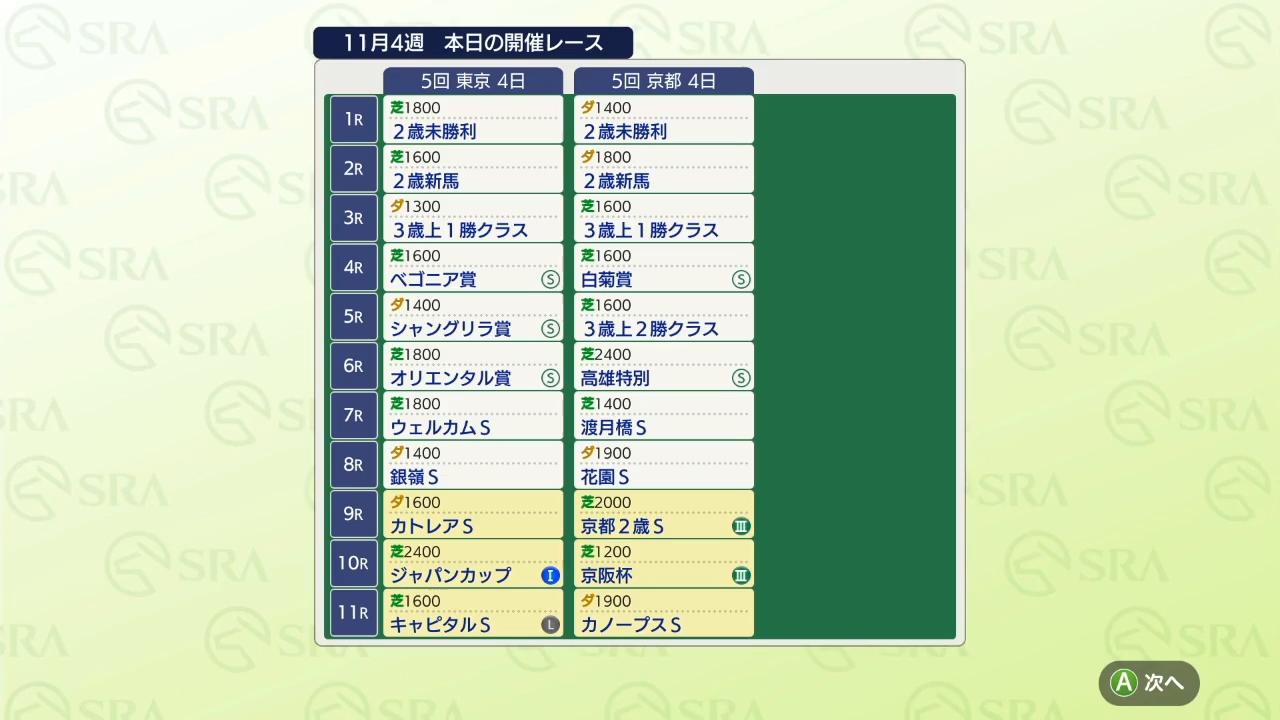 11月4週　本日の開催レース
5回 東京 4日
5回 京都 4日
1R
芝1800
２歳未勝利
ダ1400
２歳未勝利
2R
芝1600
２歳新馬
ダ1800
２歳新馬
3R
ダ1300
３歳上１勝クラス
芝1600
３歳上１勝クラス
4R
芝1600
ベゴニア賞 Ⓢ
芝1600
白菊賞 Ⓢ
5R
ダ1400
シャングリラ賞 Ⓢ
芝1600
３歳上２勝クラス
6R
芝1800
オリエンタル賞 Ⓢ
芝2400
高雄特別 Ⓢ
7R
芝1800
ウェルカムＳ
芝1400
渡月橋Ｓ
8R
ダ1400
銀嶺Ｓ
ダ1900
花園Ｓ
9R
ダ1600
カトレアＳ
芝2000
京都２歳Ｓ Ⅲ
10R
芝2400
ジャパンカップ Ⅰ
芝1200
京阪杯 Ⅲ
11R
芝1600
キャピタルＳ L
ダ1900
カノープスＳ
A 次へ
SRA